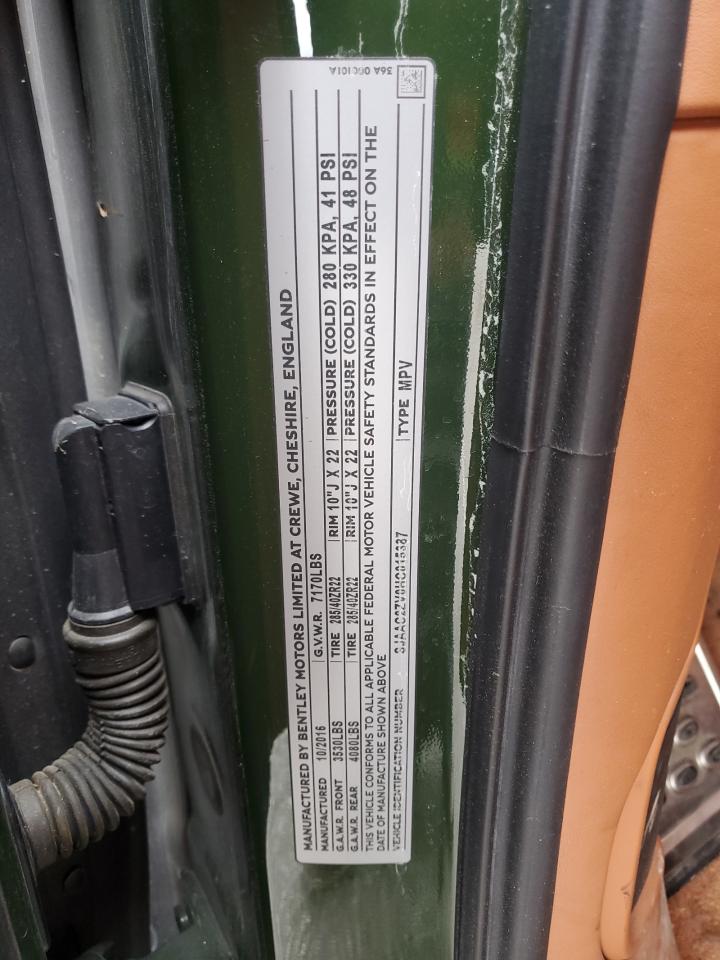 MANUFACTURED BY BENTLEY MOTORS LIMITED AT CREWE, CHESHIRE, ENGLAND
MANUFACTURED 10/2016 G.V.W.R. 7170LBS
G.A.W.R. FRONT 3530LBS TIRE 285/40ZR22 RIM 10"J X 22 PRESSURE (COLD) 280 KPA, 41 PSI
G.A.W.R. REAR 4080LBS TIRE 285/40ZR22 RIM 10"J X 22 PRESSURE (COLD) 330 KPA, 48 PSI
THIS VEHICLE CONFORMS TO ALL APPLICABLE FEDERAL MOTOR VEHICLE SAFETY STANDARDS IN EFFECT ON THE
DATE OF MANUFACTURE SHOWN ABOVE
VEHICLE IDENTIFICATION NUMBER TYPE MPV